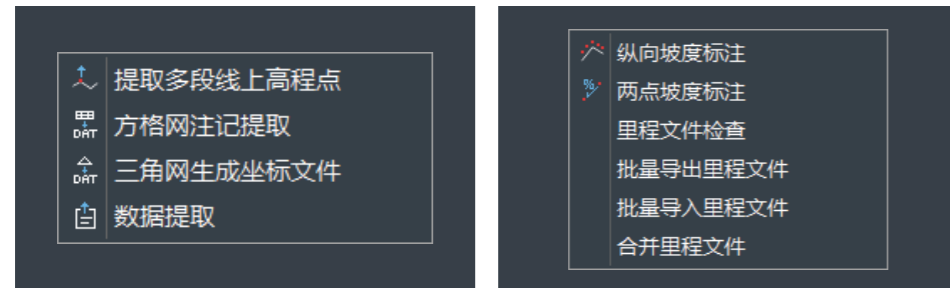 提取多段线上高程点
DAT 方格网注记提取
DAT 三角网生成坐标文件
数据提取
纵向坡度标注
% 两点坡度标注
里程文件检查
批量导出里程文件
批量导入里程文件
合并里程文件